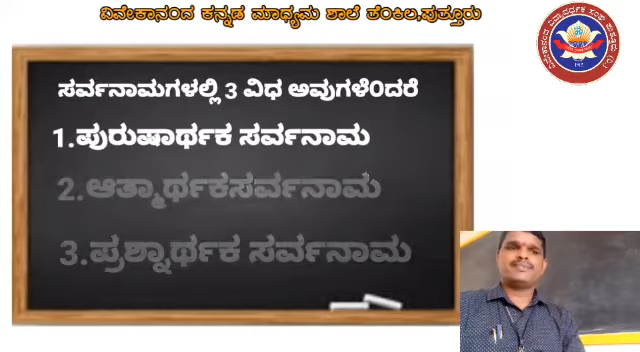 ವಿವೇಕಾನಂದ ಕನ್ನಡ ಮಾಧ್ಯಮ ಶಾಲೆ ತೆಂಕಿಲ,ಪುತ್ತೂರು
ಸರ್ವನಾಮಗಳಲ್ಲಿ 3 ವಿಧ ಅವುಗಳೆಂದರೆ
1.ಪುರುಷಾರ್ಥಕ ಸರ್ವನಾಮ
2.ಆತ್ಮಾರ್ಥಕಸರ್ವನಾಮ
3.ಪ್ರಶ್ನಾರ್ಥಕ ಸರ್ವನಾಮ